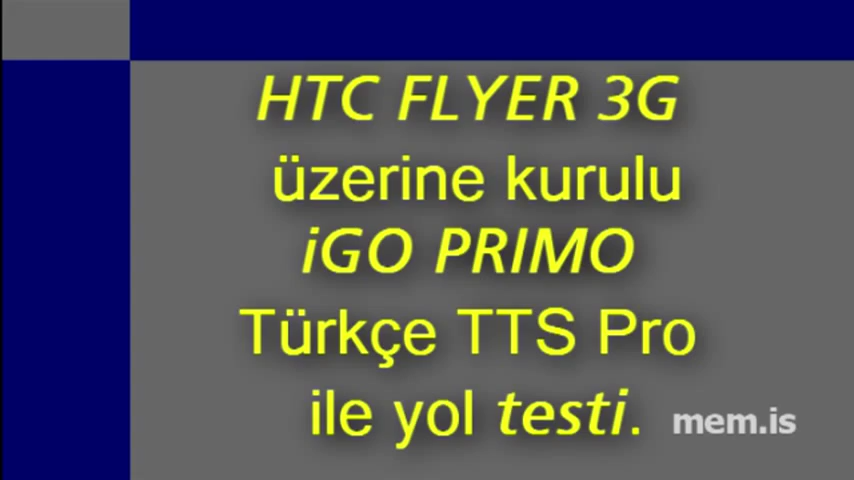 HTC FLYER 3G
üzerine kurulu
iGO PRIMO
Türkçe TTS Pro
ile yol testi.
mem.is